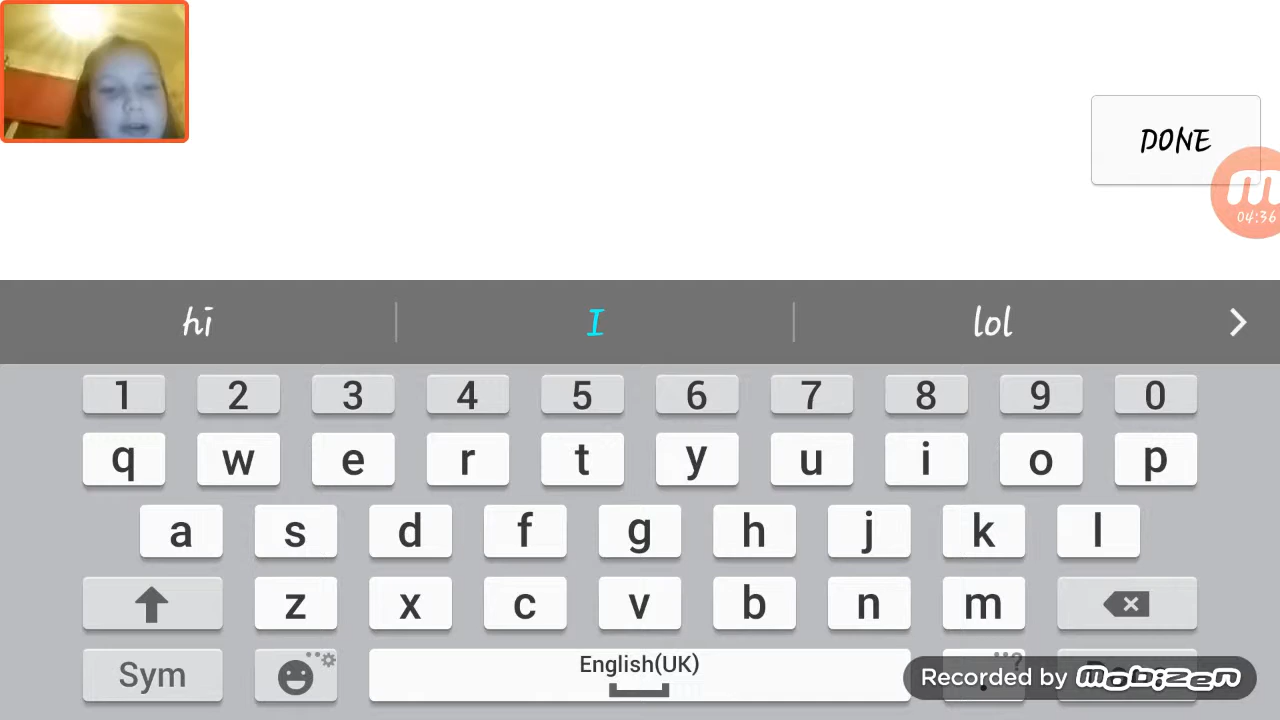 DONE
04:36
hi I lol
1 2 3 4 5 6 7 8 9 0
q w e r t y u i o p
a s d f g h j k l
z x c v b n m
Sym English(UK) Recorded by mobizen